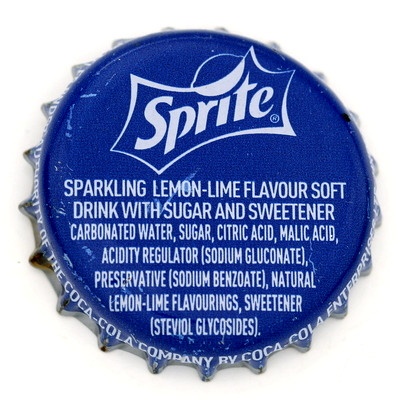 Sprite®
SPARKLING LEMON-LIME FLAVOUR SOFT
DRINK WITH SUGAR AND SWEETENER
CARBONATED WATER, SUGAR, CITRIC ACID, MALIC ACID,
ACIDITY REGULATOR (SODIUM GLUCONATE),
PRESERVATIVE (SODIUM BENZOATE), NATURAL
LEMON-LIME FLAVOURINGS, SWEETENER
(STEVIOL GLYCOSIDES).
OF THE COCA-COLA COMPANY BY COCA-COLA ENTERPRIS